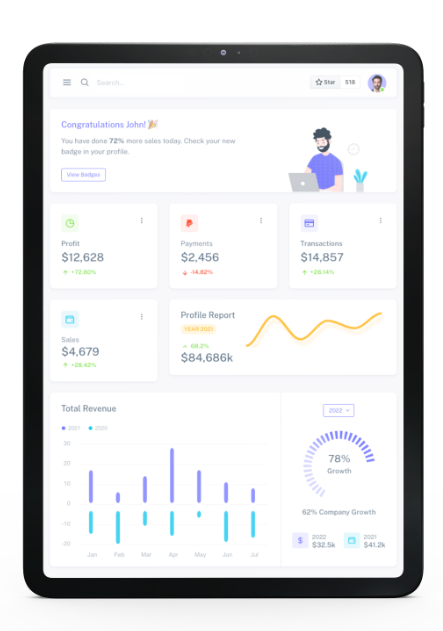 Search...
Star 518
Congratulations John! 🎉
You have done 72% more sales today. Check your new
badge in your profile.
View Badges
Profit
$12,628
↑ +72.80%
Payments
$2,456
↓ -14.82%
Transactions
$14,857
↑ +28.14%
Sales
$4,679
↑ +28.42%
Profile Report
YEAR 2021
68.2%
$84,686k
Total Revenue
2021 2020
30
20
10
0
-10
-20
Jan Feb Mar Apr May Jun Jul
2022
78%
Growth
62% Company Growth
$ 2022
$32.5k
2021
$41.2k